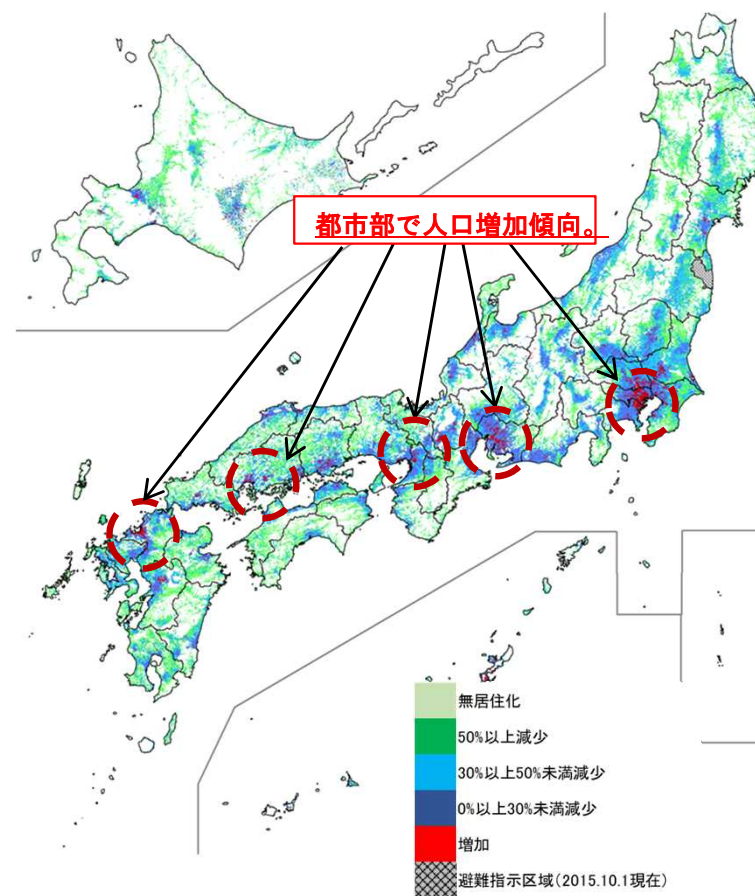 都市部で人口増加傾向。
無居住化
50%以上減少
30%以上50%未満減少
0%以上30%未満減少
増加
避難指示区域(2015.10.1現在)